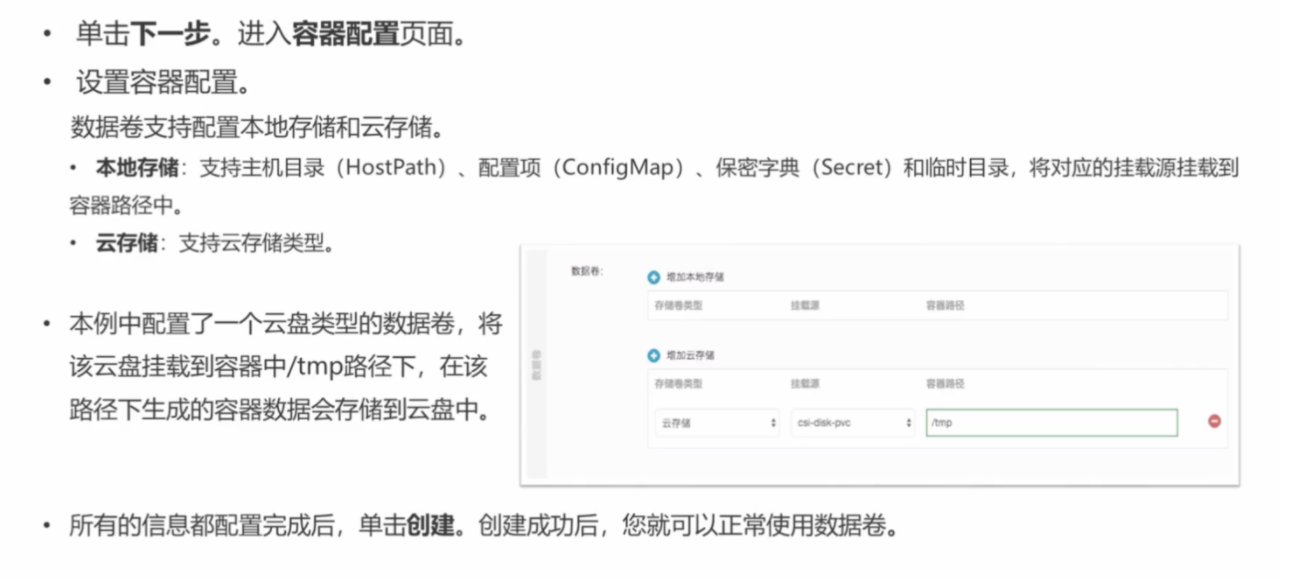 • 单击下一步。进入容器配置页面。
• 设置容器配置。
数据卷支持配置本地存储和云存储。
• 本地存储：支持主机目录（HostPath）、配置项（ConfigMap）、保密字典（Secret）和临时目录，将对应的挂载源挂载到
容器路径中。
• 云存储：支持云存储类型。
• 本例中配置了一个云盘类型的数据卷，将
该云盘挂载到容器中/tmp路径下，在该
路径下生成的容器数据会存储到云盘中。
数据卷
数据卷：
增加本地存储
存储卷类型 挂载源 容器路径
增加云存储
存储卷类型 挂载源 容器路径
云存储 csi-disk-pvc /tmp
• 所有的信息都配置完成后，单击创建。创建成功后，您就可以正常使用数据卷。